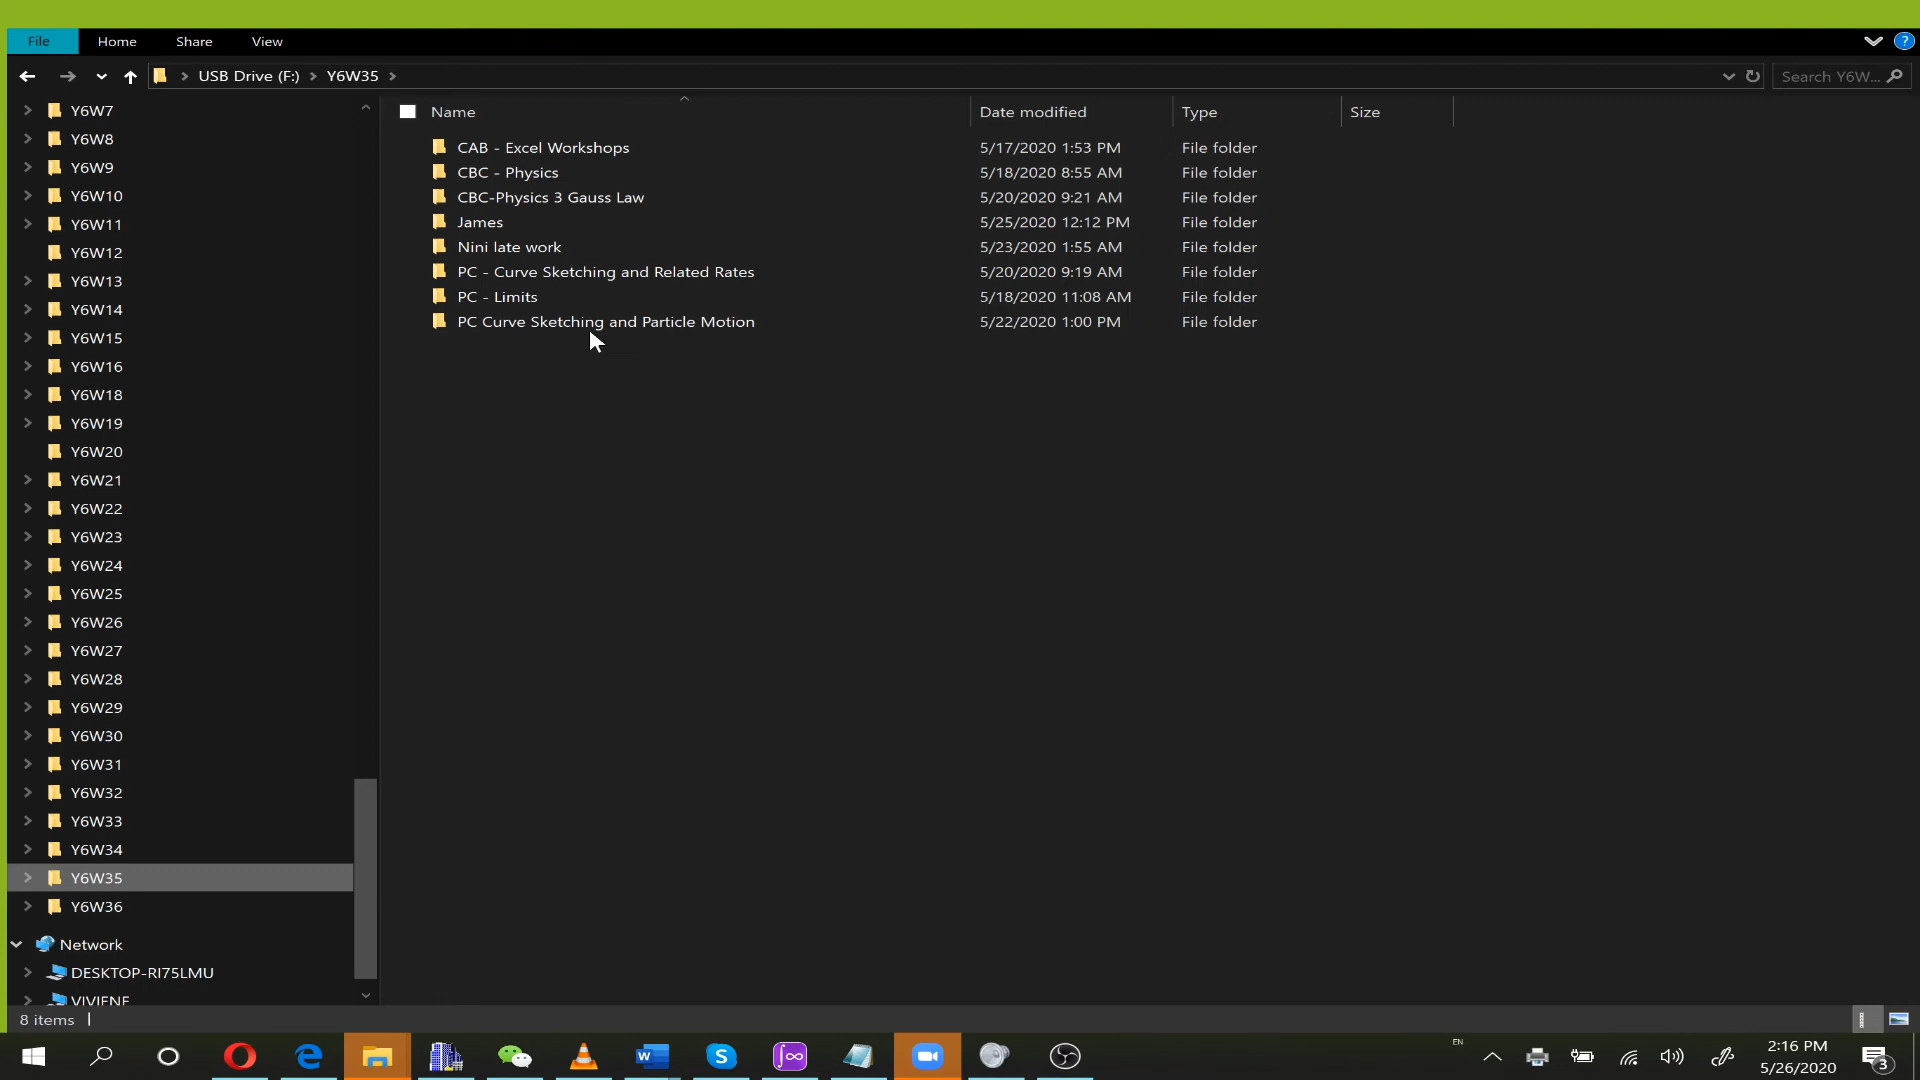 File Home Share View
USB Drive (F:) Y6W35 Search Y6W...
Name Date modified Type Size
CAB - Excel Workshops 5/17/2020 1:53 PM File folder
CBC - Physics 5/18/2020 8:55 AM File folder
CBC-Physics 3 Gauss Law 5/20/2020 9:21 AM File folder
James 5/25/2020 12:12 PM File folder
Nini late work 5/23/2020 1:55 AM File folder
PC - Curve Sketching and Related Rates 5/20/2020 9:19 AM File folder
PC - Limits 5/18/2020 11:08 AM File folder
PC Curve Sketching and Particle Motion 5/22/2020 1:00 PM File folder
Y6W7
Y6W8
Y6W9
Y6W10
Y6W11
Y6W12
Y6W13
Y6W14
Y6W15
Y6W16
Y6W18
Y6W19
Y6W20
Y6W21
Y6W22
Y6W23
Y6W24
Y6W25
Y6W26
Y6W27
Y6W28
Y6W29
Y6W30
Y6W31
Y6W32
Y6W33
Y6W34
Y6W35
Y6W36
Network
DESKTOP-RI75LMU
VIVIENE
8 items
EN
2:16 PM
5/26/2020
3